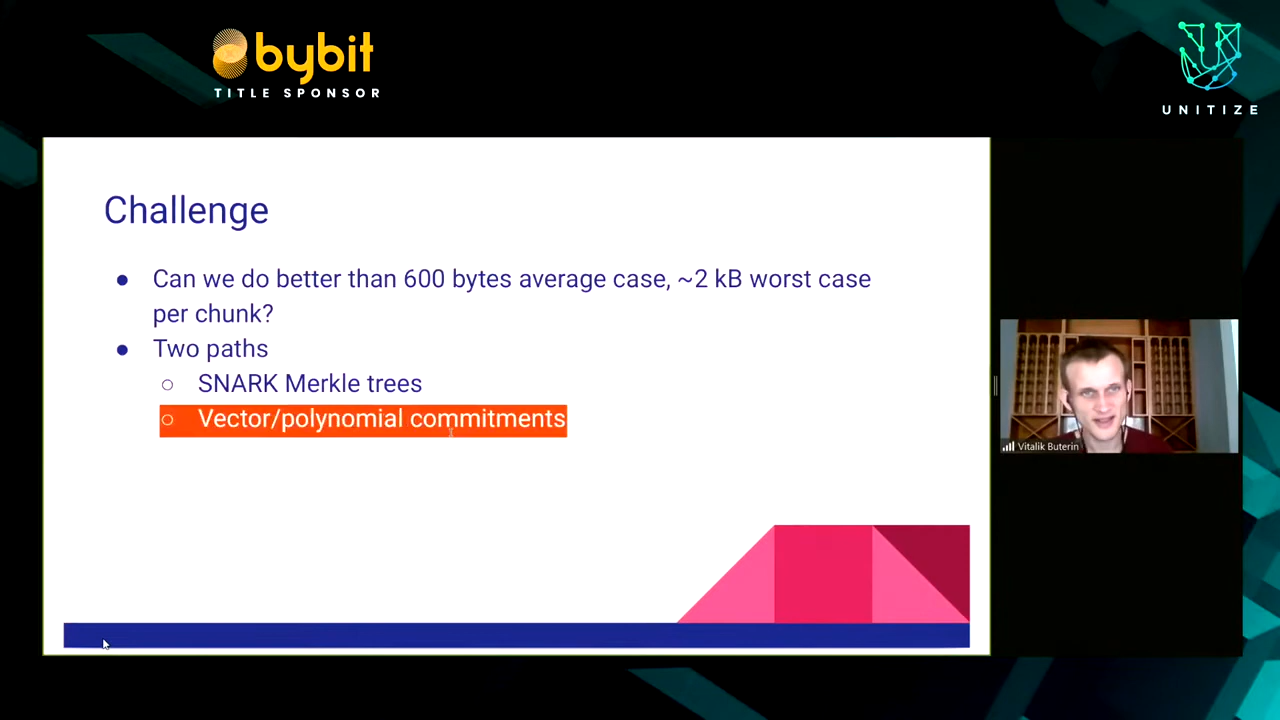 bybit
TITLE SPONSOR
UNITIZE
Challenge
● Can we do better than 600 bytes average case, ~2 kB worst case
per chunk?
● Two paths
○ SNARK Merkle trees
○ Vector/polynomial commitments
Vitalik Buterin